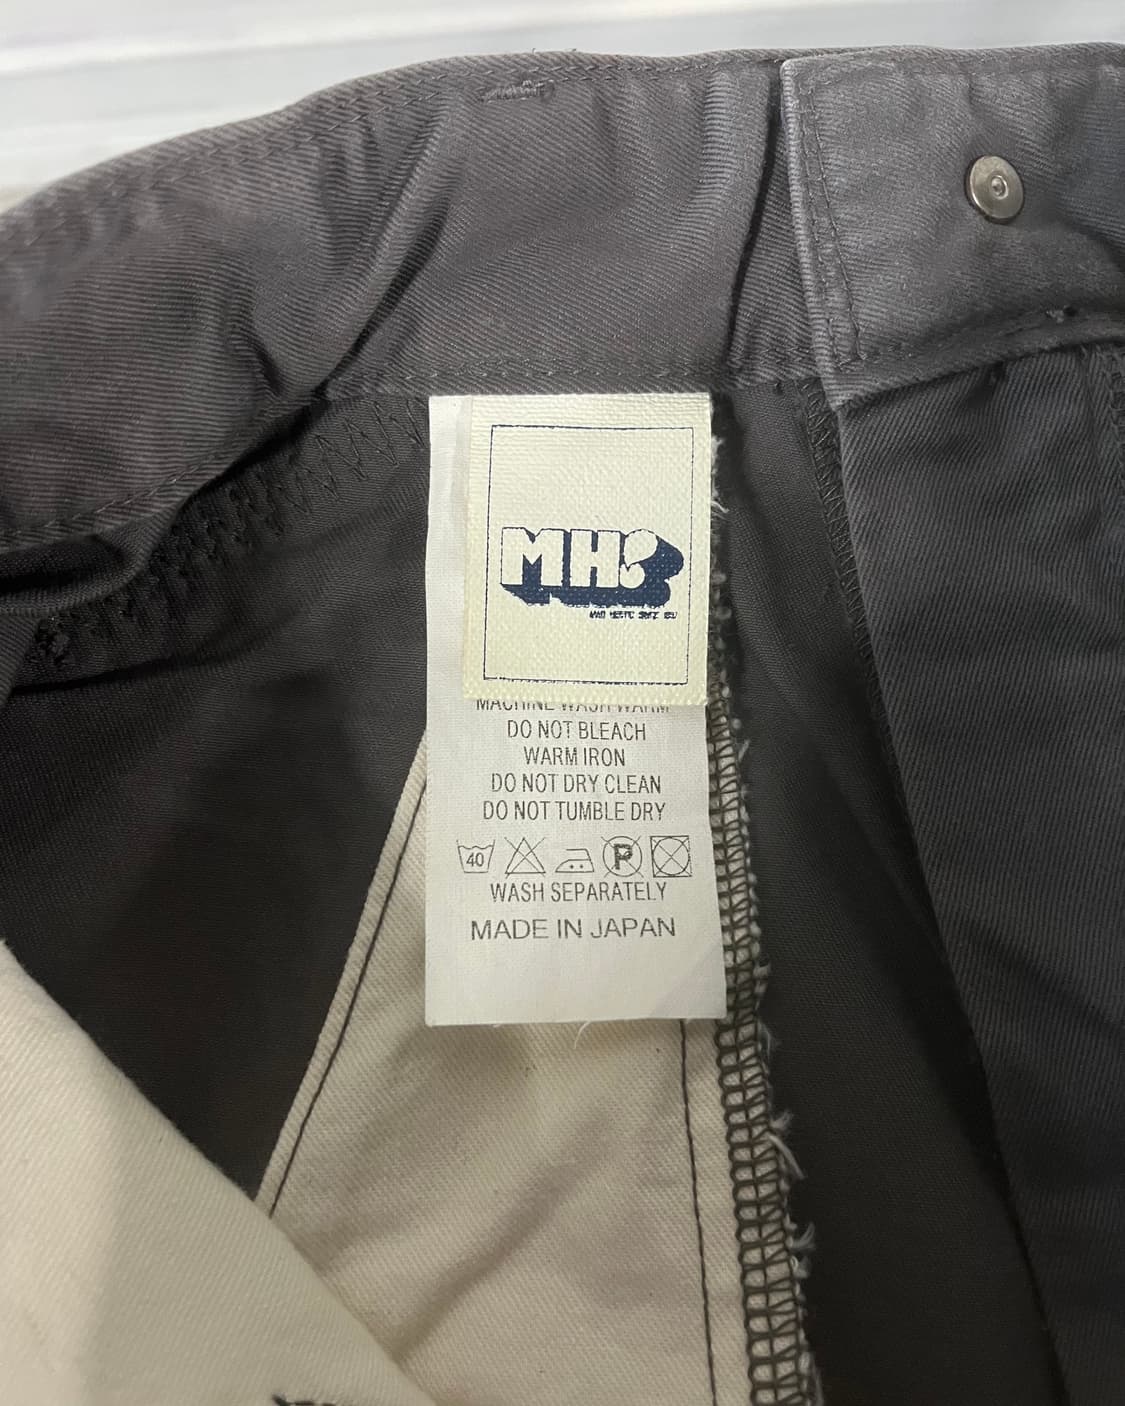 MH
MACHINE WASH WARM
DO NOT BLEACH
WARM IRON
DO NOT DRY CLEAN
DO NOT TUMBLE DRY
40 P
WASH SEPARATELY
MADE IN JAPAN